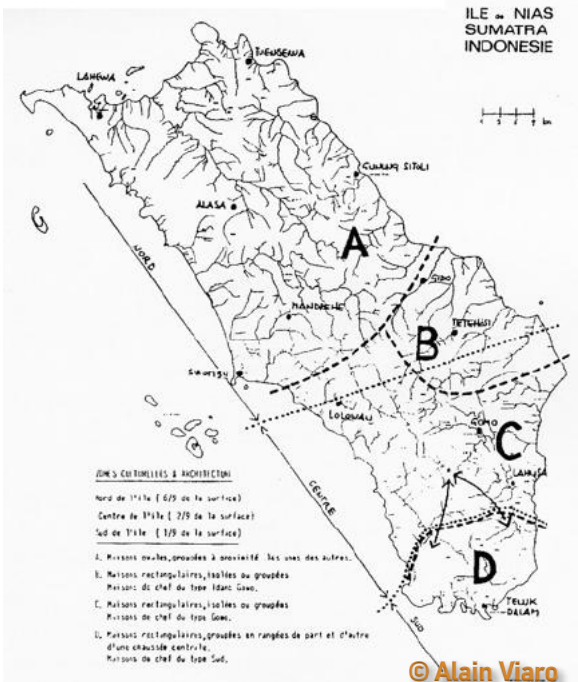 ILE de NIAS
SUMATRA
INDONESIE
LAHEWA
GUNUNG SITOLI
ALASA
A
NORD
GIDO
MANDREHE
TETEHOSI
B
SIROMBU
LOLOWAU
GOMO
C
LAHUSA
CENTRE
ZONES CULTURELLES & ARCHITECTURE
Nord de l'île ( 6/9 de la surface)
Centre de l'île ( 2/9 de la surface)
Sud de l'île ( 1/9 de la surface)
D
A. Maisons ovales, groupées à proximité les unes des autres.
B. Maisons rectangulaires, isolées ou groupées
Maisons de chef du type Idano Gawo.
C. Maisons rectangulaires, isolées ou groupées
Maisons de chef du type Gomo.
D. Maisons rectangulaires, groupées en rangées de part et d'autre
d'une chaussée centrale.
Maisons de chef du type Sud.
TELUK
DALAM
SUD
© Alain Viaro